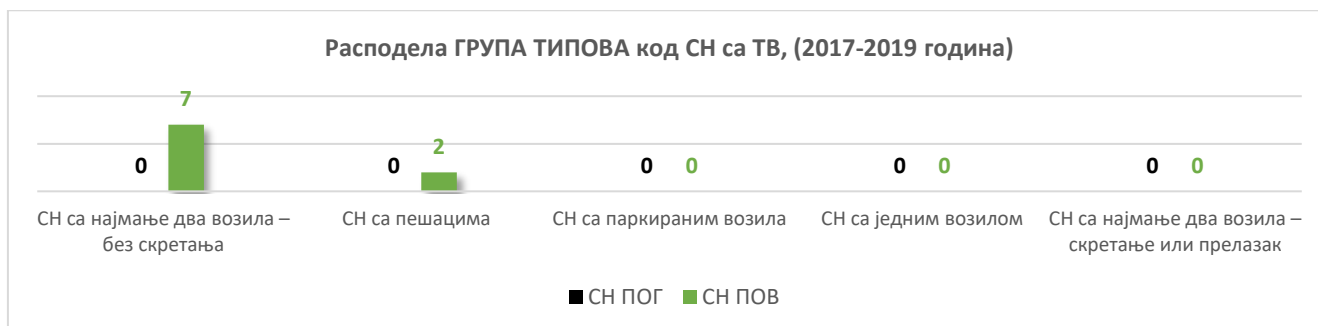 Расподела ГРУПА ТИПОВА код СН са ТВ, (2017-2019 година)
7
2
0
0
0 0
0 0
0 0
СН са најмање два возила –
без скретања
СН са пешацима
СН са паркираним возила
СН са једним возилом
СН са најмање два возила –
скретање или прелазак
СН ПОГ СН ПОВ